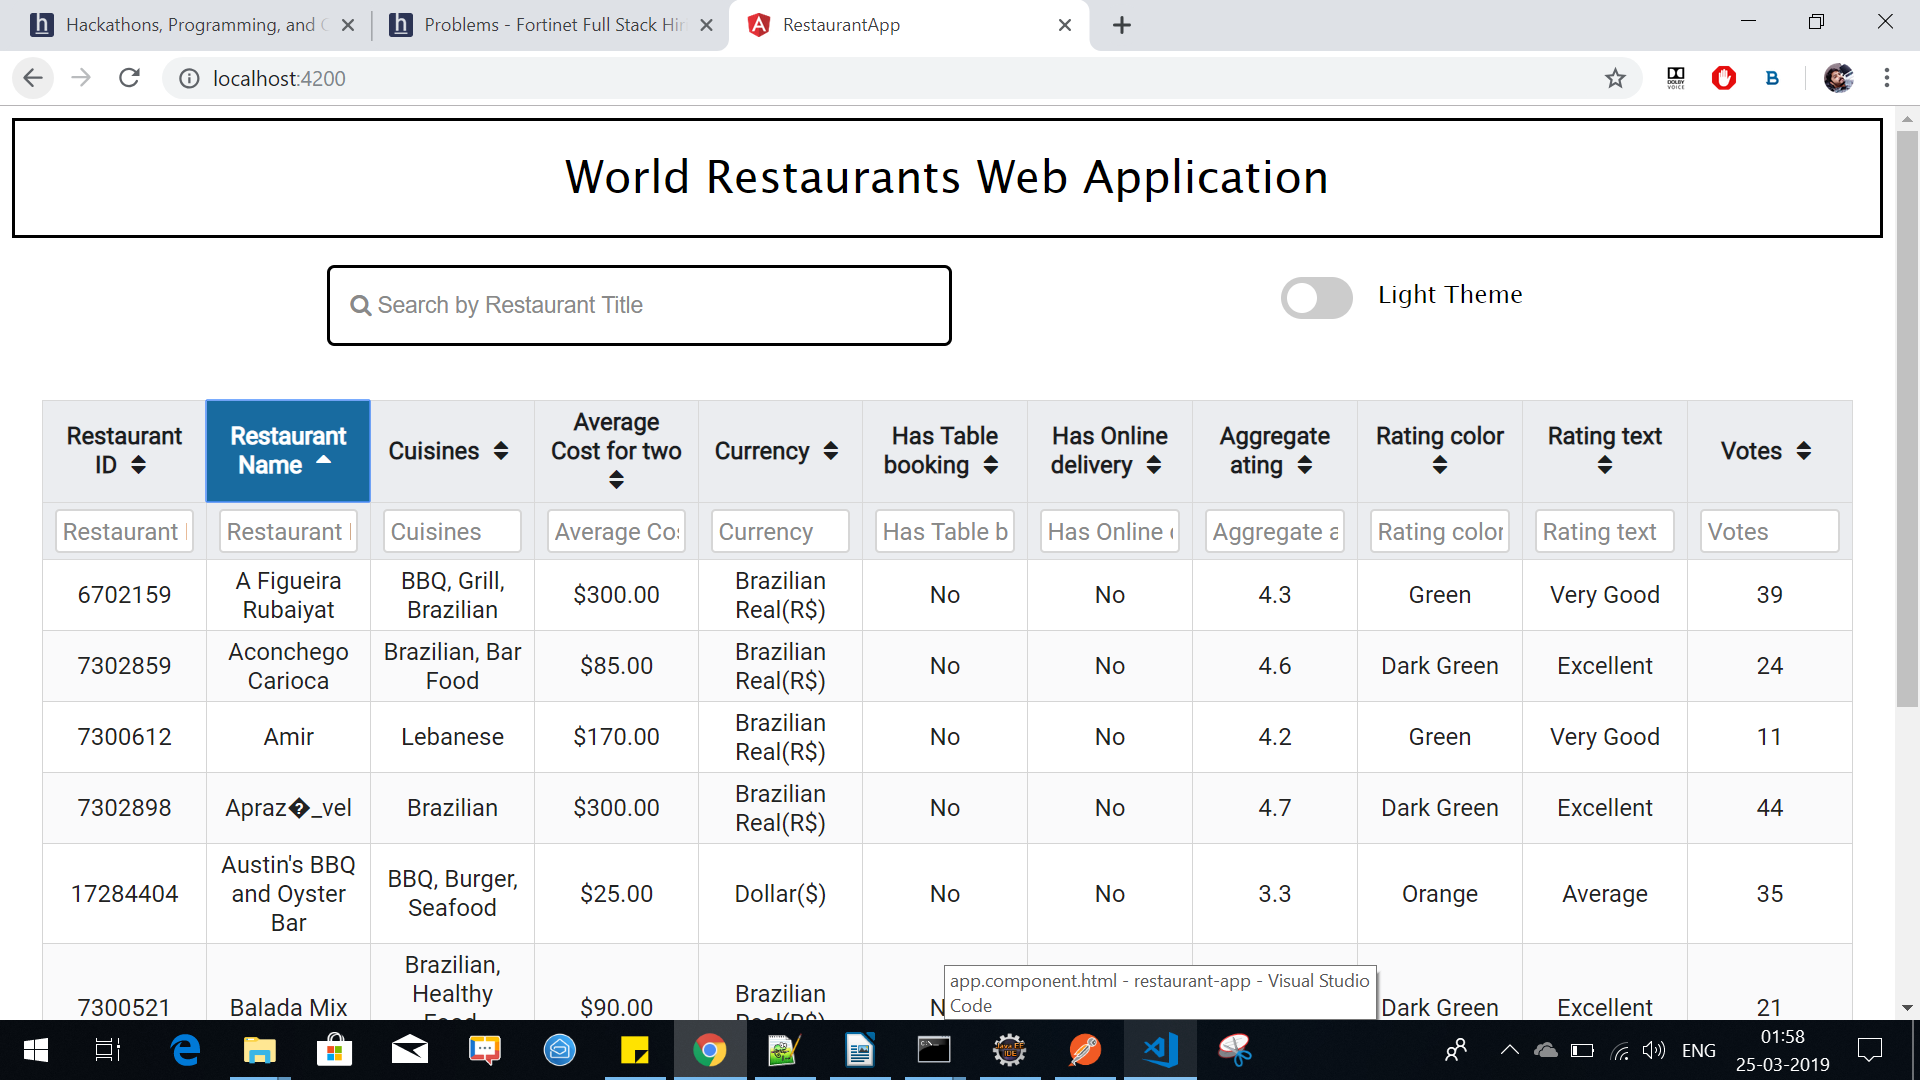 Hackathons, Programming, and
Problems - Fortinet Full Stack Hir
RestaurantApp
localhost:4200
DOLBY
VOICE
B
World Restaurants Web Application
Search by Restaurant Title
Light Theme
Restaurant
ID
Restaurant
Name
Cuisines
Average
Cost for two
Currency
Has Table
booking
Has Online
delivery
Aggregate
ating
Rating color
Rating text
Votes
Restaurant
Restaurant
Cuisines
Average Co
Currency
Has Table b
Has Online
Aggregate a
Rating color
Rating text
Votes
6702159
A Figueira
Rubaiyat
BBQ, Grill,
Brazilian
$300.00
Brazilian
Real(R$)
No
No
4.3
Green
Very Good
39
7302859
Aconchego
Carioca
Brazilian, Bar
Food
$85.00
Brazilian
Real(R$)
No
No
4.6
Dark Green
Excellent
24
7300612
Amir
Lebanese
$170.00
Brazilian
Real(R$)
No
No
4.2
Green
Very Good
11
7302898
Apraz�_vel
Brazilian
$300.00
Brazilian
Real(R$)
No
No
4.7
Dark Green
Excellent
44
17284404
Austin's BBQ
and Oyster
Bar
BBQ, Burger,
Seafood
$25.00
Dollar($)
No
No
3.3
Orange
Average
35
7300521
Balada Mix
Brazilian,
Healthy
Food
$90.00
Brazilian
Real(R$)
Dark Green
Excellent
21
app.component.html - restaurant-app - Visual Studio
Code
Java EE
IDE
ENG
01:58
25-03-2019